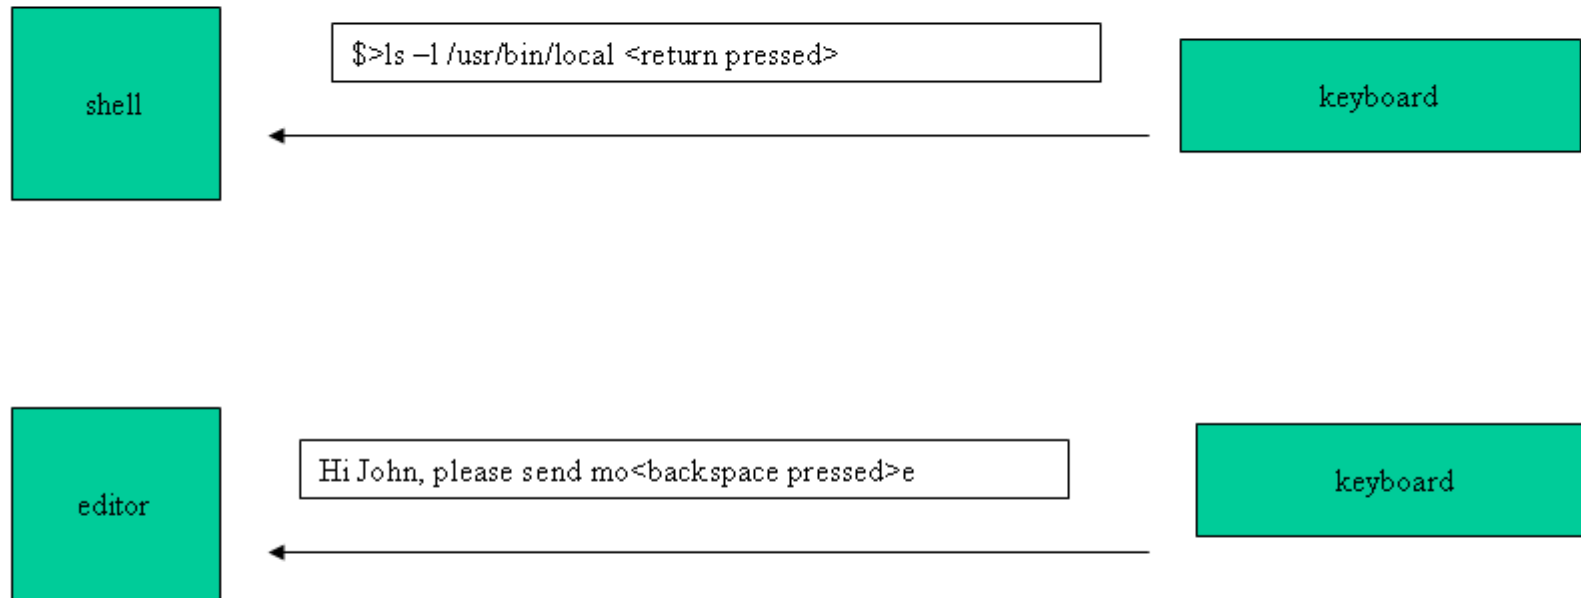 $>ls –l /usr/bin/local <return pressed>
shell
keyboard
Hi John, please send mo<backspace pressed>e
editor
keyboard